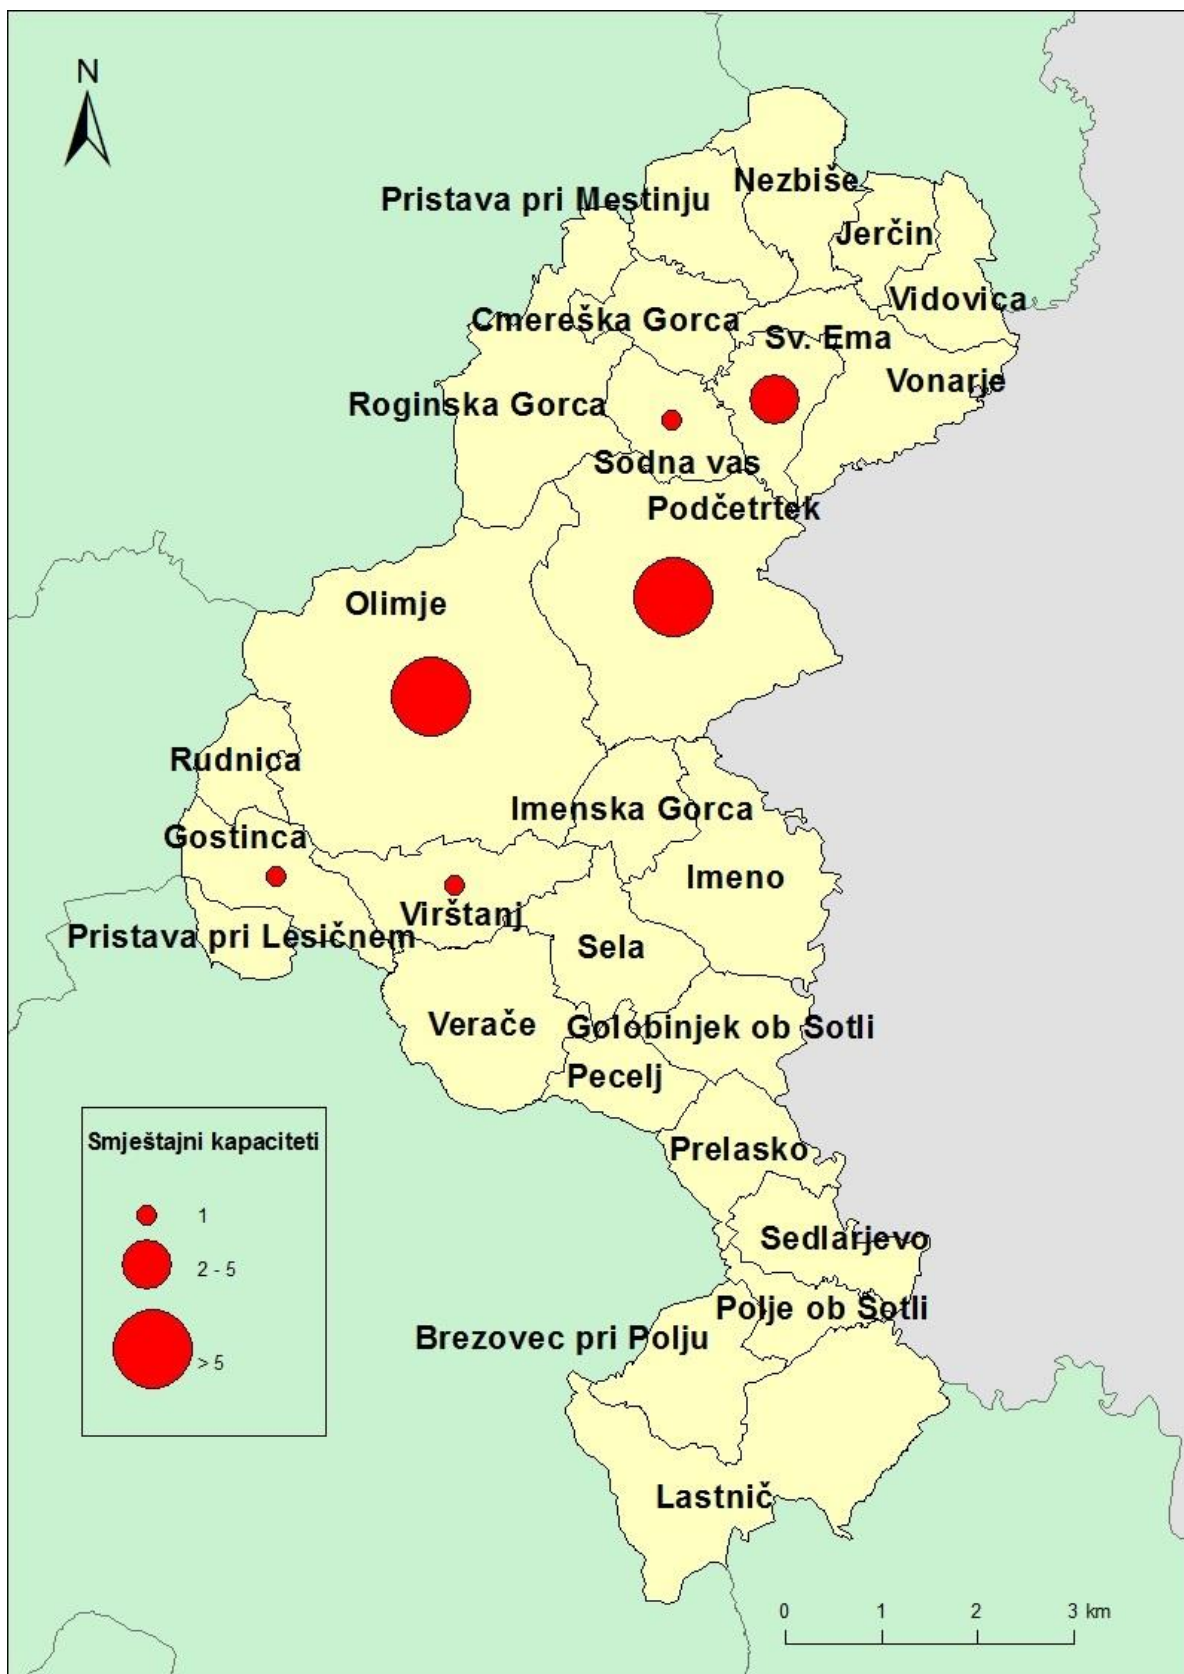 N
Nezbiše
Pristava pri Mestinju
Jerčin
Vidovica
Cmereška Gorca
Sv. Ema
Vonarje
Roginska Gorca
Sodna vas
Podčetrtek
Olimje
Rudnica
Imenska Gorca
Gostinca
Imeno
Virštanj
Pristava pri Lesičnem
Sela
Verače
Golobinjek ob Sotli
Pecelj
Smještajni kapaciteti
1
2 - 5
> 5
Prelasko
Sedlarjevo
Polje ob Sotli
Brezovec pri Polju
Lastnič
0 1 2 3 km